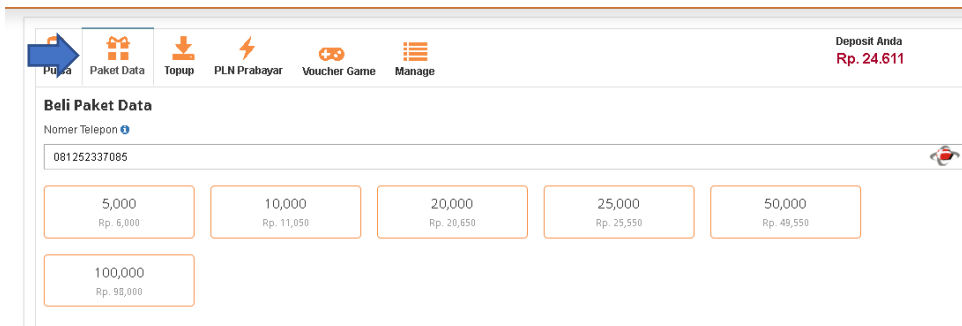 Deposit Anda
Rp. 24.611
Paket Data
Topup
PLN Prabayar
Voucher Game
Manage
Beli Paket Data
Nomer Telepon
081252337085
5,000
Rp. 6,000
10,000
Rp. 11,050
20,000
Rp. 20,650
25,000
Rp. 25,550
50,000
Rp. 49,550
100,000
Rp. 98,000